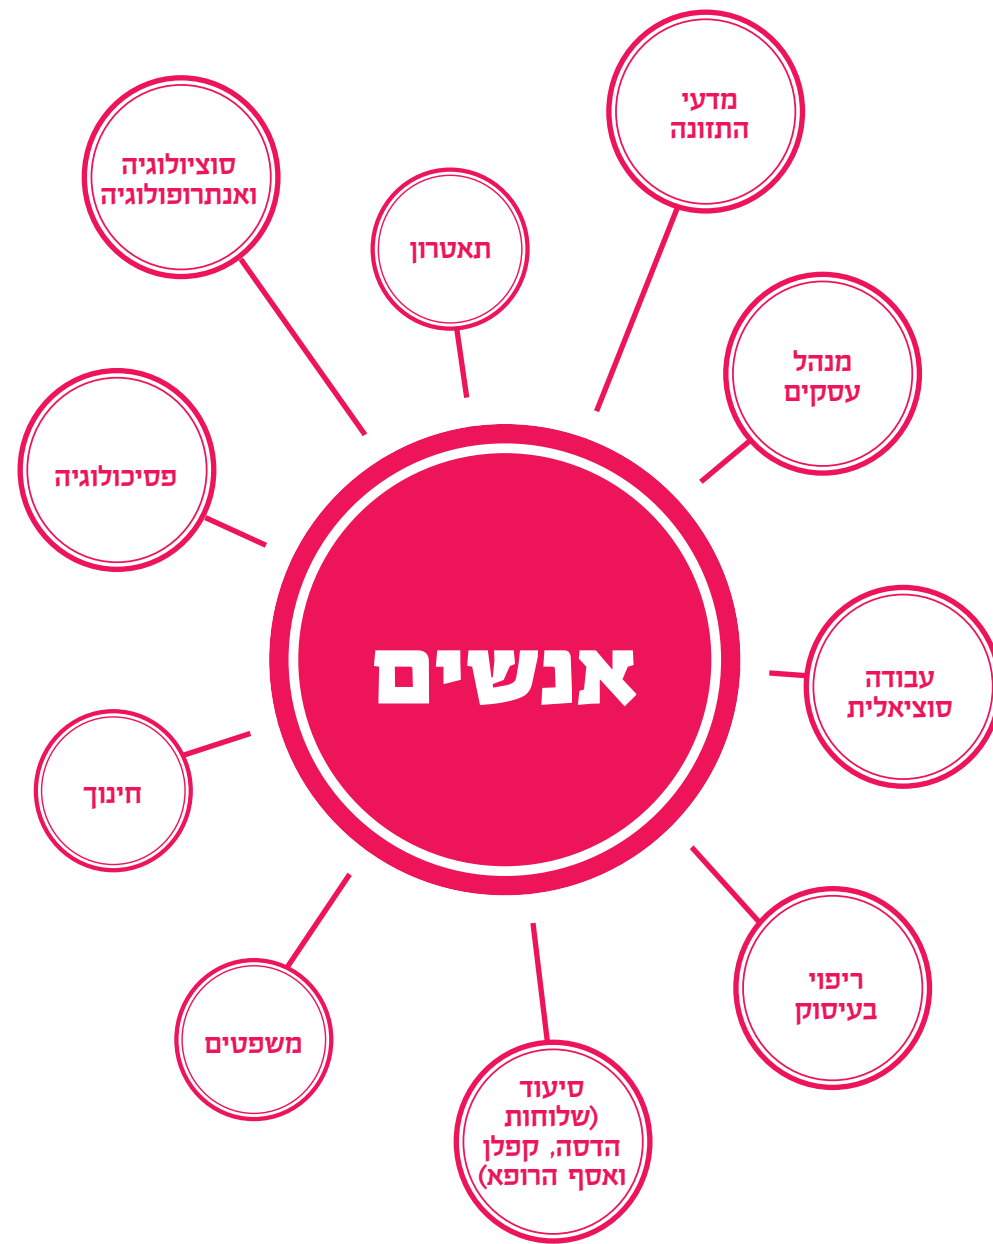 מדעי
התזונה
סוציולוגיה
ואנתרופולוגיה
תאטרון
מנהל
עסקים
פסיכולוגיה
אנשים
עבודה
סוציאלית
חינוך
ריפוי
בעיסוק
משפטים
סיעוד
(שלוחות
הדסה, קפלן
ואסף הרופא)